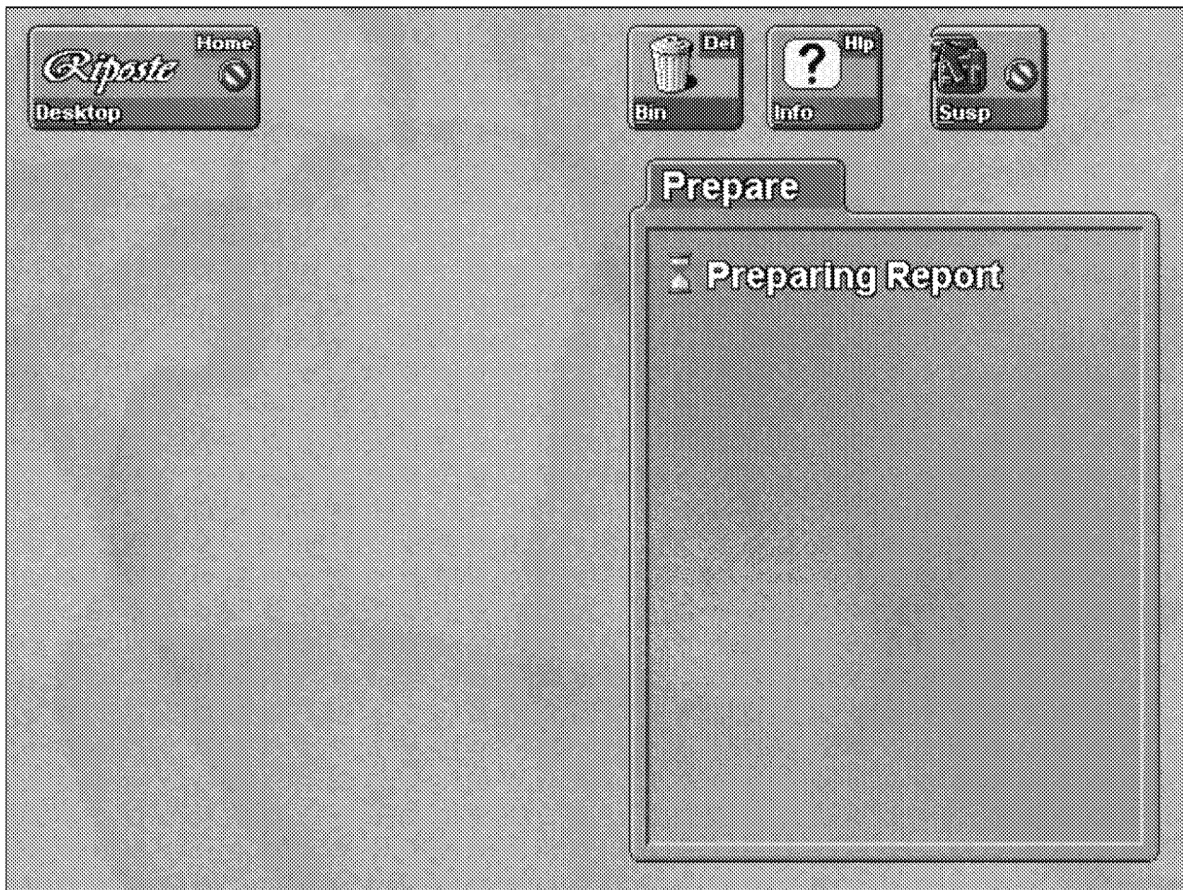 Riposte Home
Desktop
Del
Bin
?
Hlp
Info
Susp
Prepare
Preparing Report